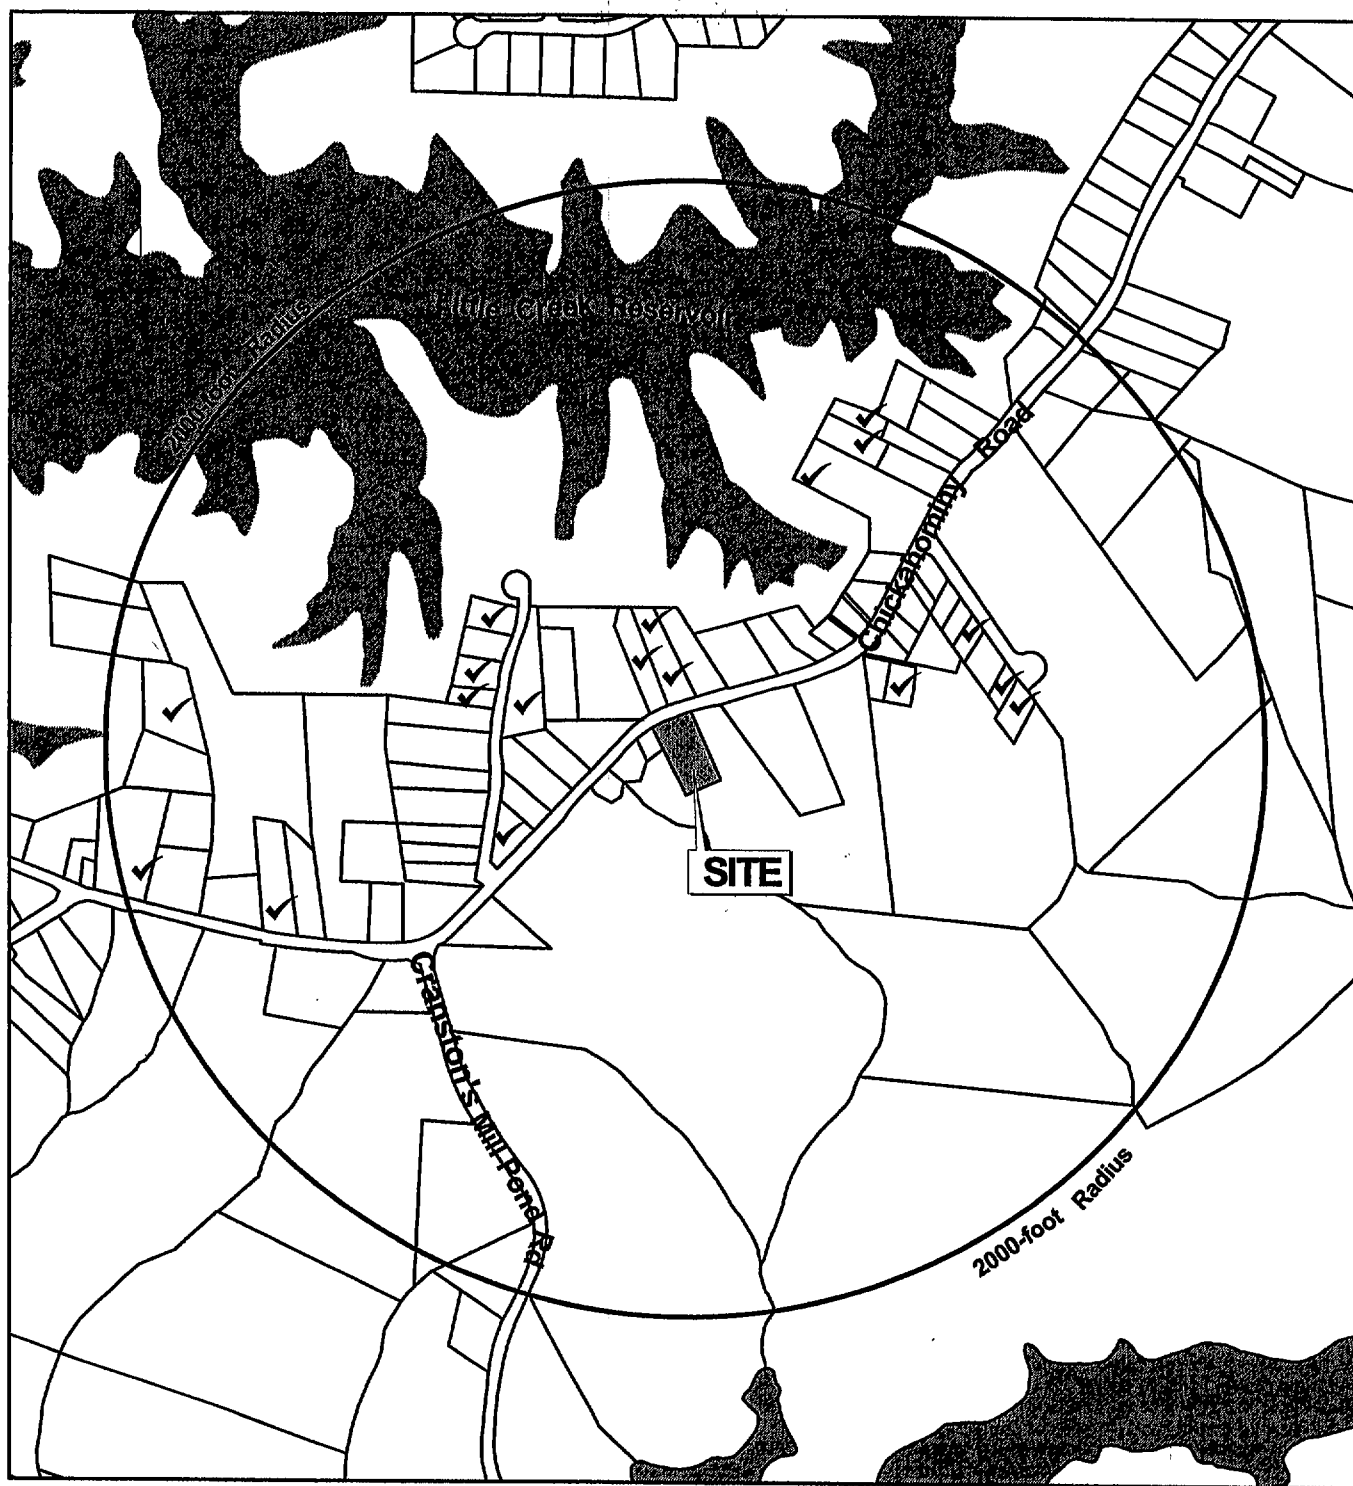 Little Creek Reservoir
2000-foot Radius
Chickahominy Road
SITE
Cranston's Mill Pond Rd
2000-foot Radius